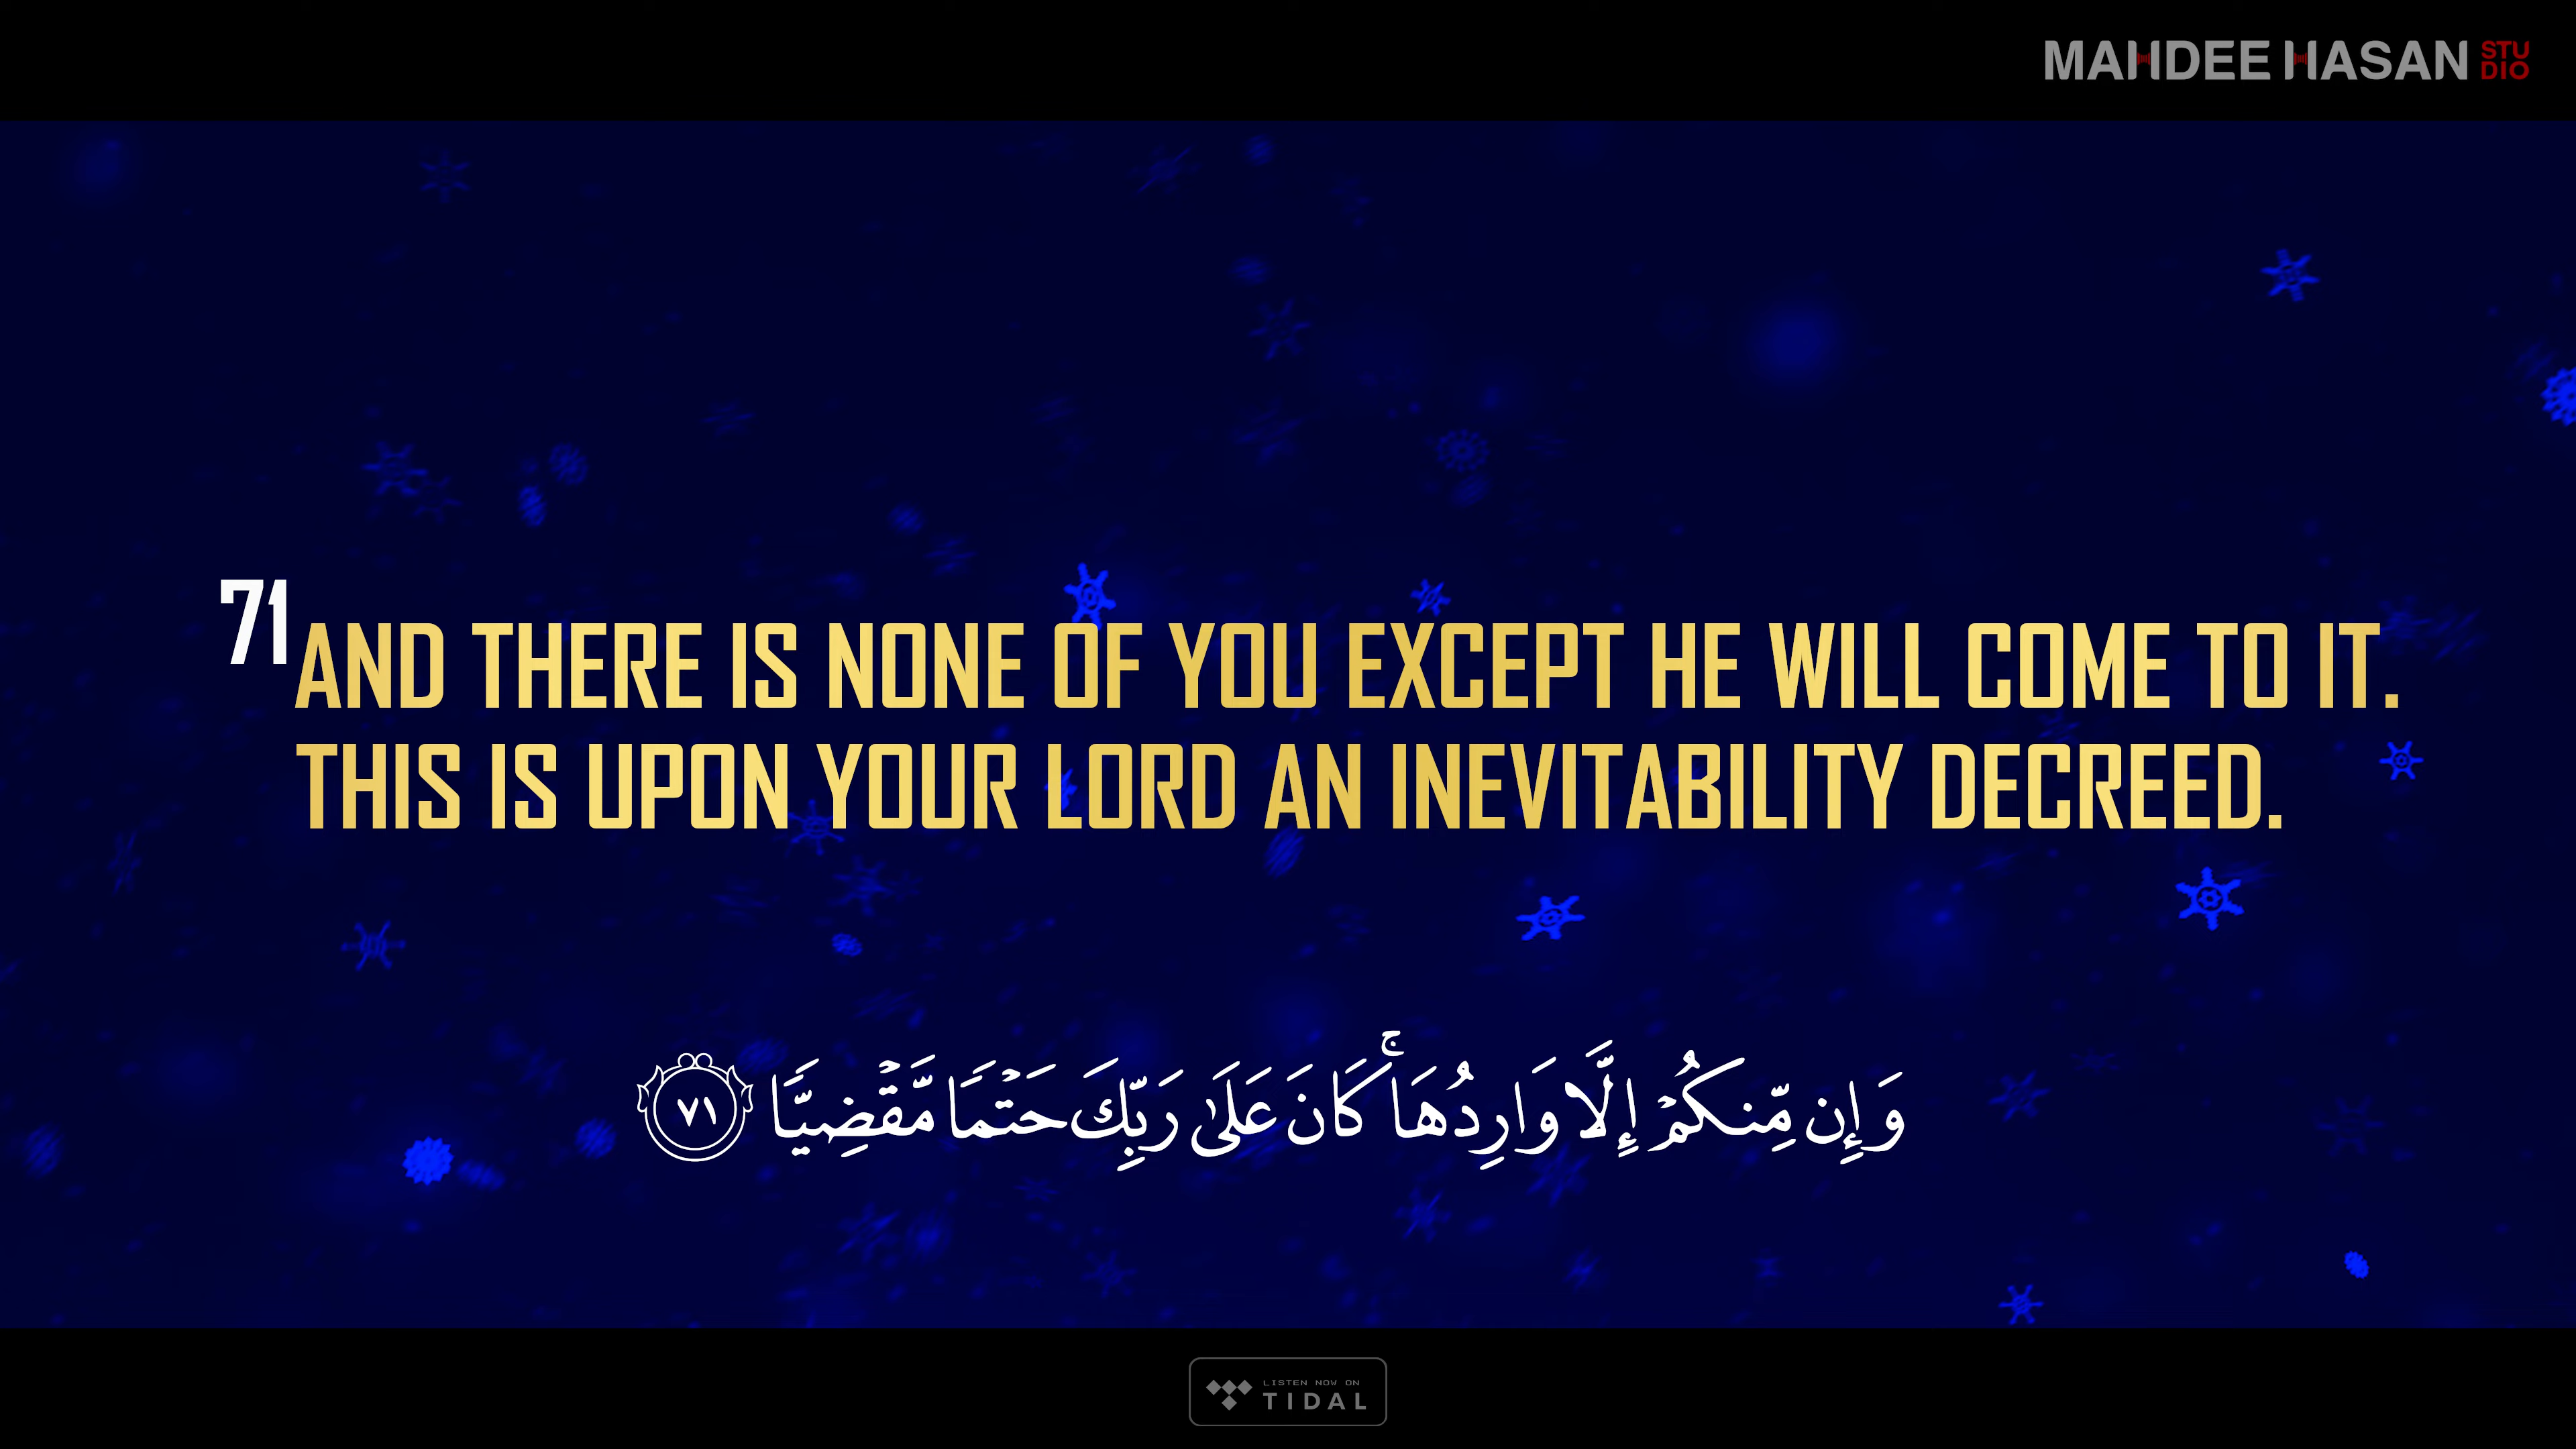 MAHDEE HASAN STUDIO
71 AND THERE IS NONE OF YOU EXCEPT HE WILL COME TO IT.
THIS IS UPON YOUR LORD AN INEVITABILITY DECREED.
وَإِن مِّنكُمۡ إِلَّا وَارِدُهَاۚ كَانَ عَلَىٰ رَبِّكَ حَتۡمٗا مَّقۡضِيّٗا ٧١
LISTEN NOW ON
TIDAL